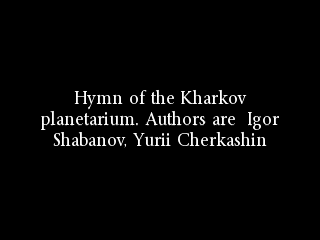 Hymn of the Kharkov
planetarium. Authors are  Igor
Shabanov, Yurii Cherkashin